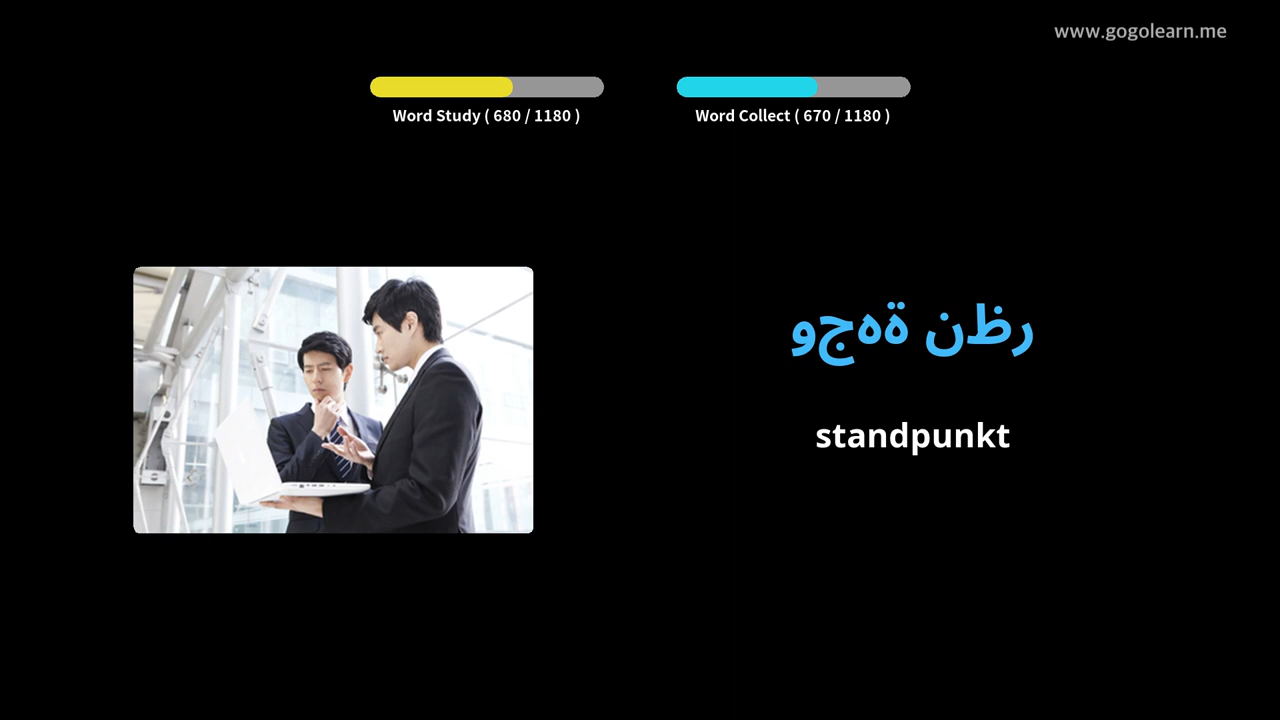 www.gogolearn.me
Word Study ( 680 / 1180 )
Word Collect ( 670 / 1180 )
وجهة نظر
standpunkt